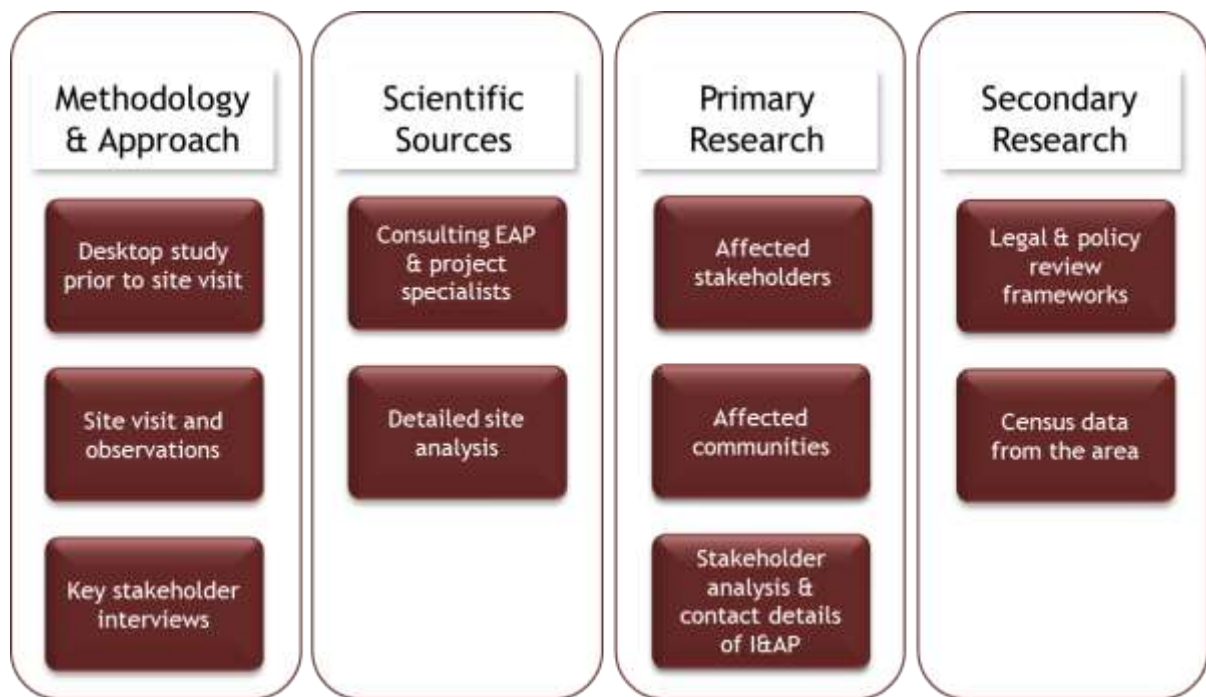 Methodology
& Approach
Desktop study
prior to site visit
Site visit and
observations
Key stakeholder
interviews
Scientific
Sources
Consulting EAP
& project
specialists
Detailed site
analysis
Primary
Research
Affected
stakeholders
Affected
communities
Stakeholder
analysis &
contact details
of I&AP
Secondary
Research
Legal & policy
review
frameworks
Census data
from the area